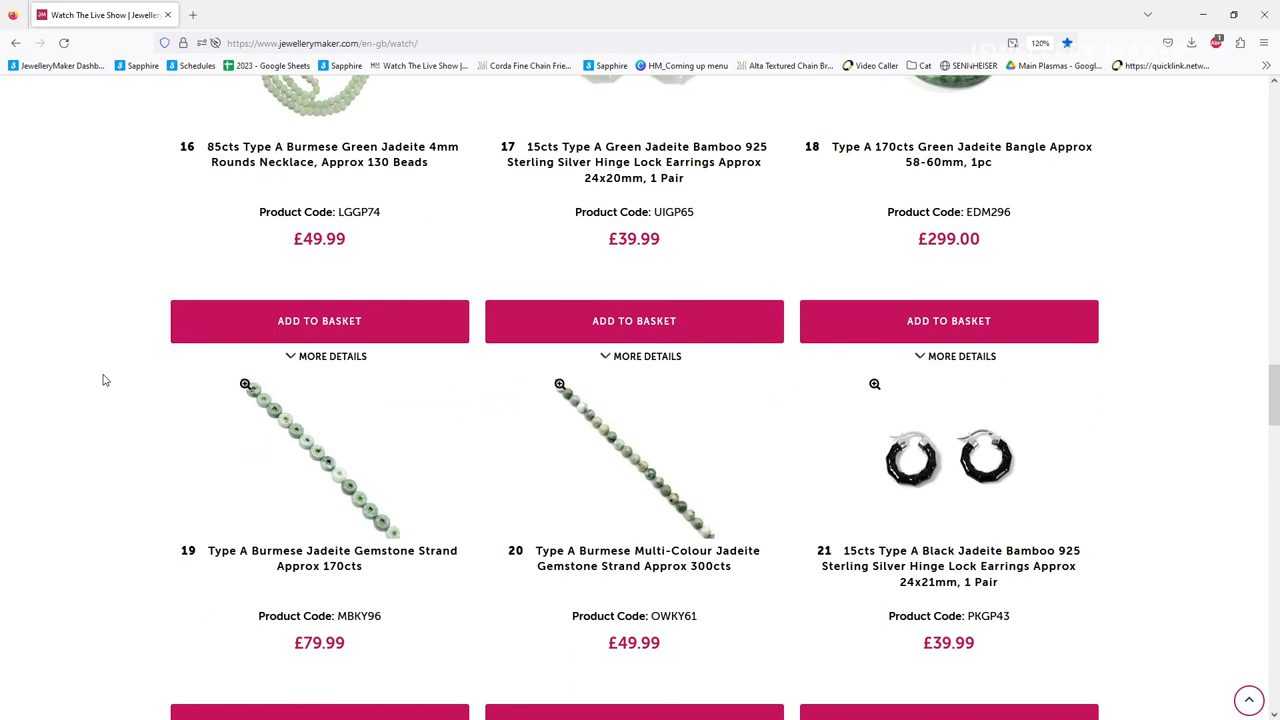 Watch The Live Show | Jeweller
https://www.jewellerymaker.com/en-gb/watch/
120%
JewelleryMaker Dashb...
Sapphire
Schedules
2023 - Google Sheets
Sapphire
Watch The Live Show |...
Corda Fine Chain Frie...
Sapphire
HM_Coming up menu
Alta Textured Chain Br...
Video Caller
Cat
SENNHEISER
Main Plasmas - Googl...
https://quicklink.netw...
16 85cts Type A Burmese Green Jadeite 4mm
Rounds Necklace, Approx 130 Beads
Product Code: LGGP74
£49.99
ADD TO BASKET
MORE DETAILS
17 15cts Type A Green Jadeite Bamboo 925
Sterling Silver Hinge Lock Earrings Approx
24x20mm, 1 Pair
Product Code: UIGP65
£39.99
ADD TO BASKET
MORE DETAILS
18 Type A 170cts Green Jadeite Bangle Approx
58-60mm, 1pc
Product Code: EDM296
£299.00
ADD TO BASKET
MORE DETAILS
19 Type A Burmese Jadeite Gemstone Strand
Approx 170cts
Product Code: MBKY96
£79.99
20 Type A Burmese Multi-Colour Jadeite
Gemstone Strand Approx 300cts
Product Code: OWKY61
£49.99
21 15cts Type A Black Jadeite Bamboo 925
Sterling Silver Hinge Lock Earrings Approx
24x21mm, 1 Pair
Product Code: PKGP43
£39.99